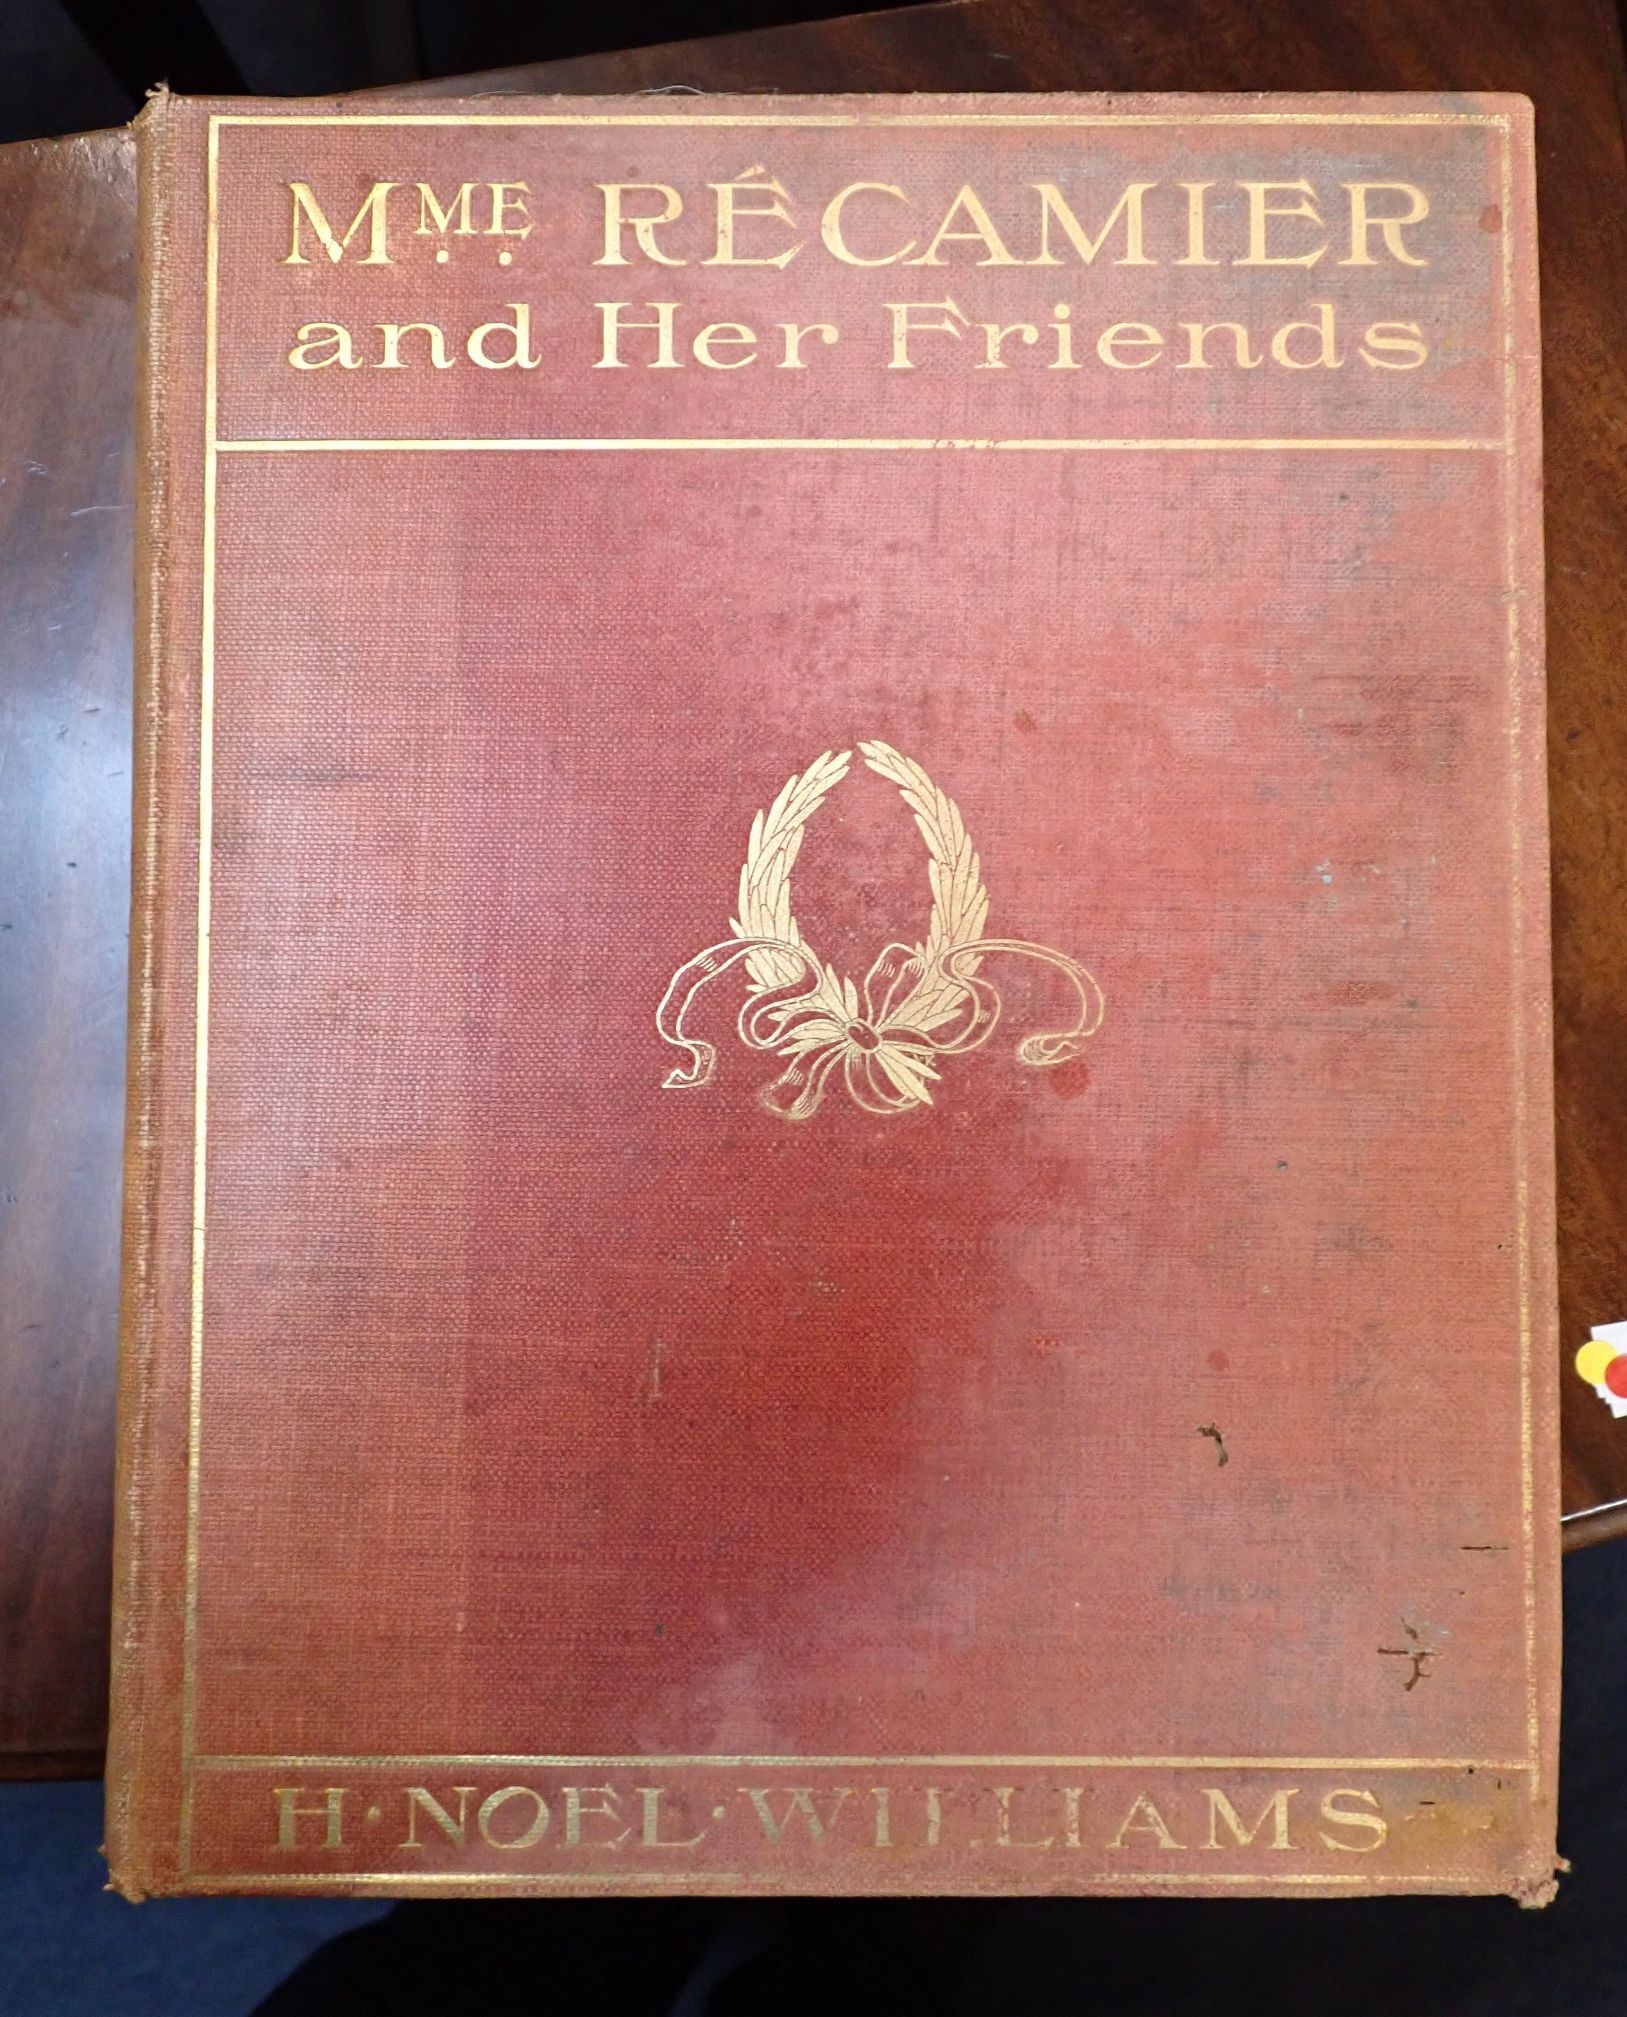 Mme. RÉCAMIER
and Her Friends
H·NOEL·WILLIAMS